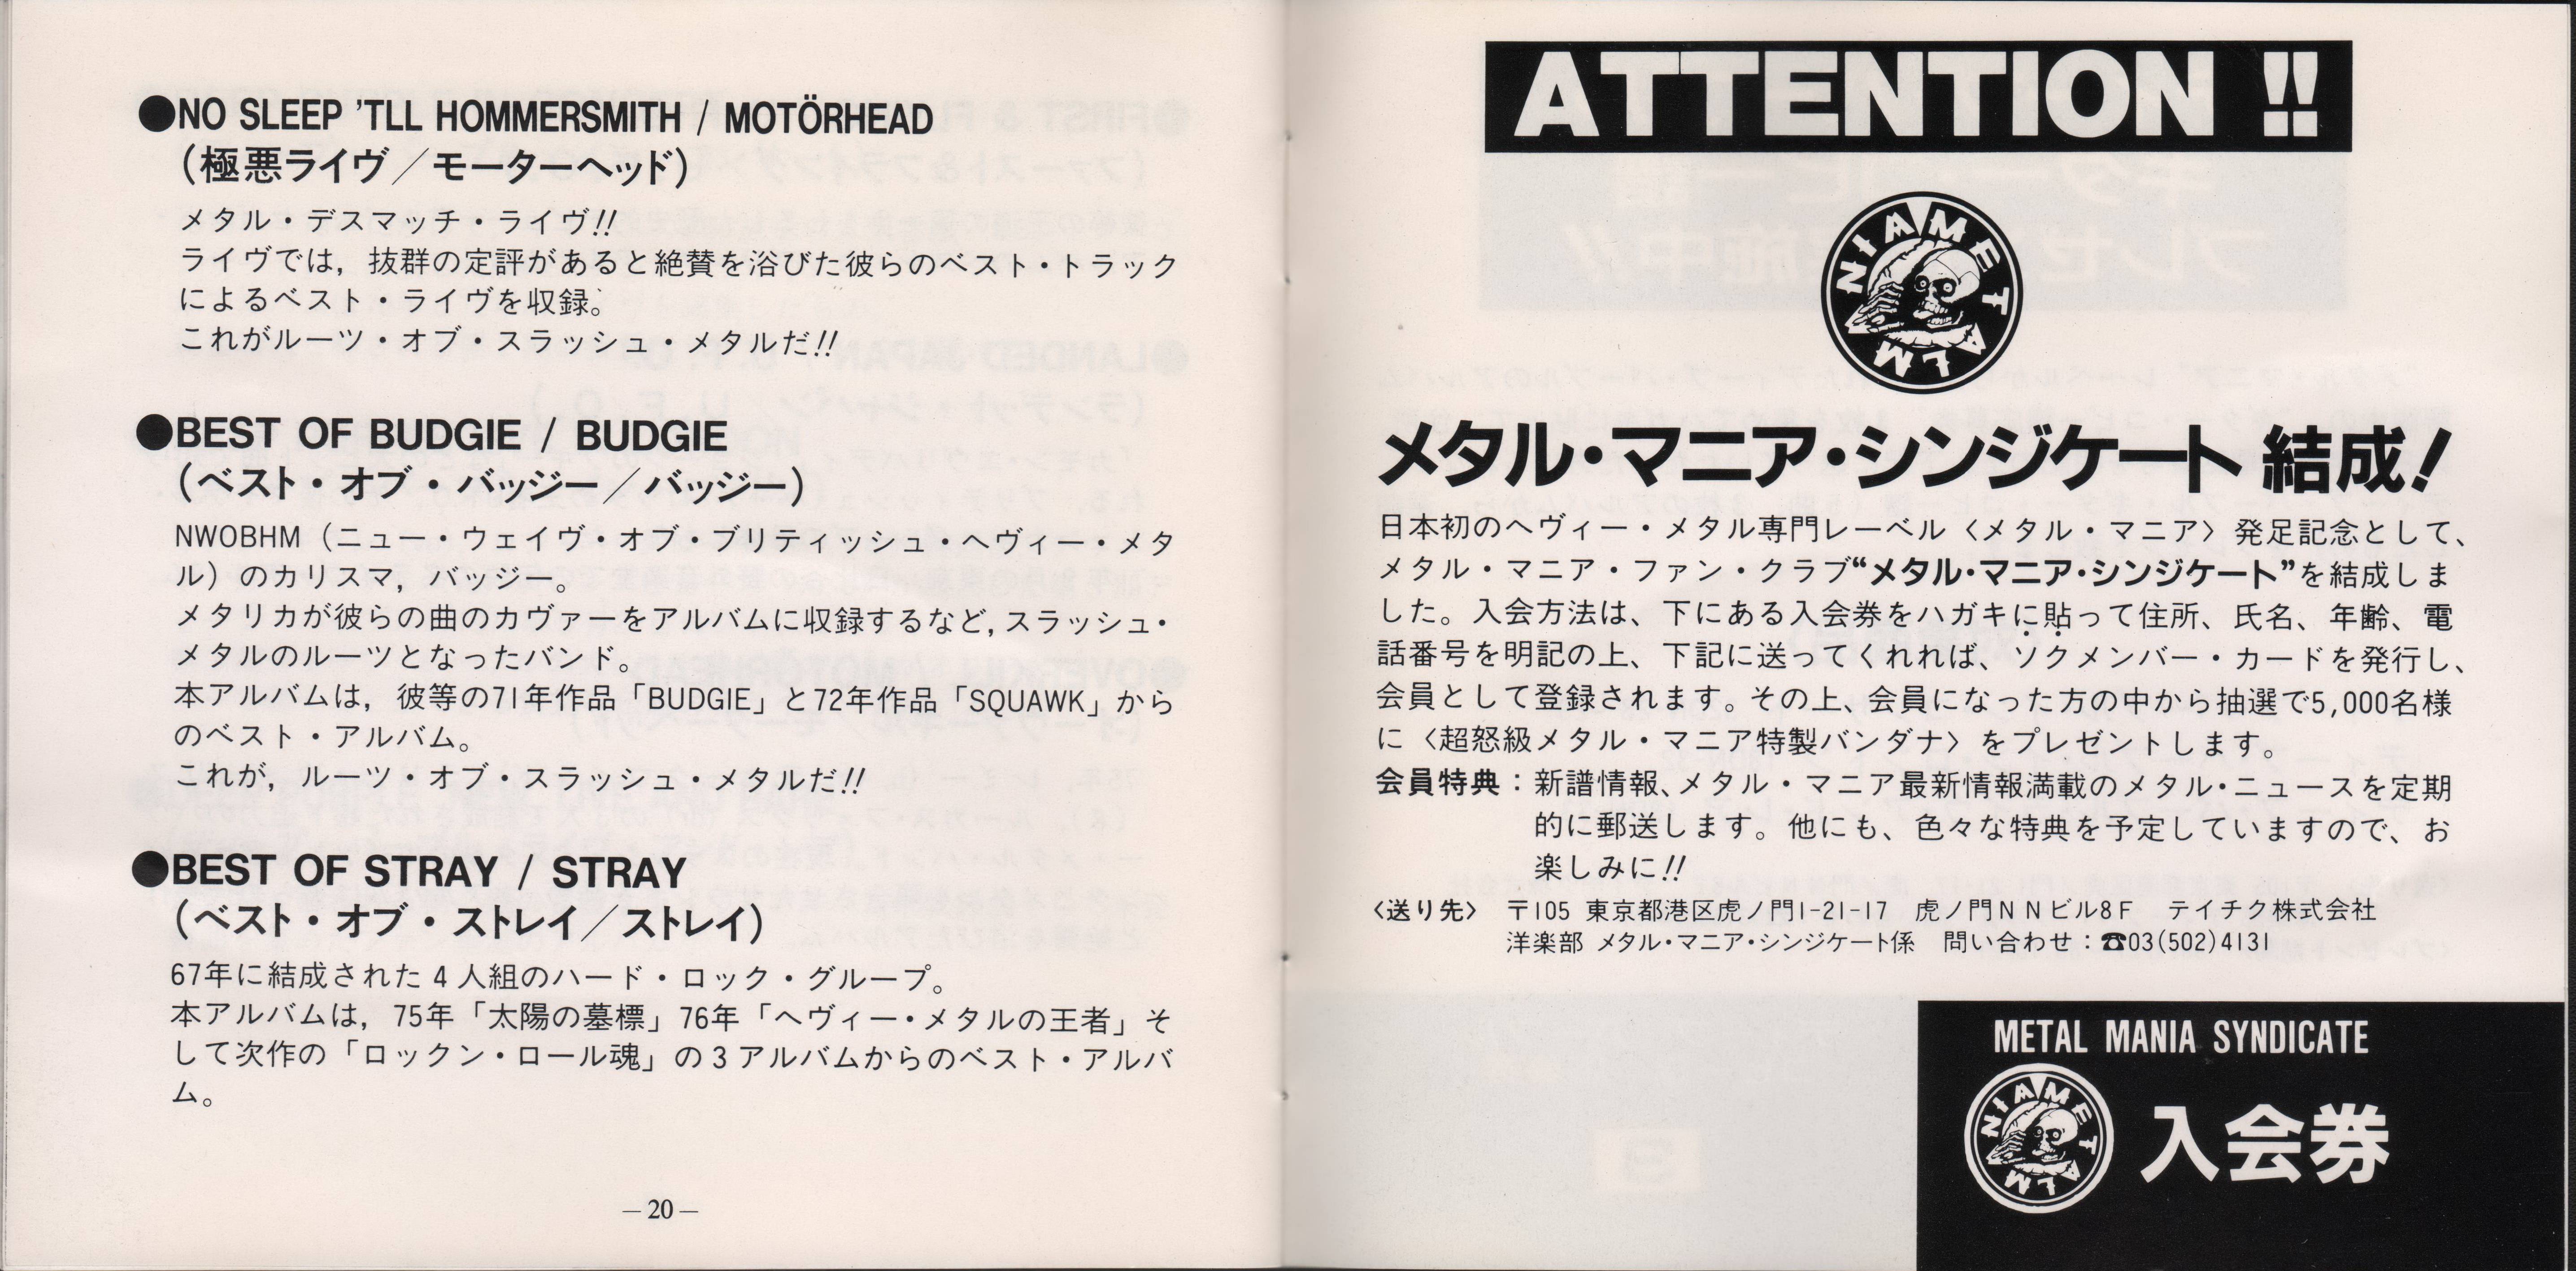 ●NO SLEEP 'TLL HOMMERSMITH / MOTÖRHEAD
(極悪ライヴ／モーターヘッド)
メタル・デスマッチ・ライヴ!!
ライヴでは，抜群の定評があると絶賛を浴びた彼らのベスト・トラック
によるベスト・ライヴを収録。
これがルーツ・オブ・スラッシュ・メタルだ!!
●BEST OF BUDGIE / BUDGIE
(ベスト・オブ・バッジー／バッジー)
NWOBHM（ニュー・ウェイヴ・オブ・ブリティッシュ・ヘヴィー・メタ
ル）のカリスマ，バッジー。
メタリカが彼らの曲のカヴァーをアルバムに収録するなど，スラッシュ・
メタルのルーツとなったバンド。
本アルバムは，彼等の71年作品「BUDGIE」と72年作品「SQUAWK」から
のベスト・アルバム。
これが，ルーツ・オブ・スラッシュ・メタルだ!!
●BEST OF STRAY / STRAY
(ベスト・オブ・ストレイ／ストレイ)
67年に結成された4人組のハード・ロック・グループ。
本アルバムは，75年「太陽の墓標」76年「ヘヴィー・メタルの王者」そ
して次作の「ロックン・ロール魂」の3アルバムからのベスト・アルバ
ム。
—20—
ATTENTION !!
METAL MANIA
メタル・マニア・シンジケート 結成！
日本初のヘヴィー・メタル専門レーベル〈メタル・マニア〉発足記念として、
メタル・マニア・ファン・クラブ“メタル・マニア・シンジケート”を結成しま
した。入会方法は、下にある入会券をハガキに貼って住所、氏名、年齢、電
話番号を明記の上、下記に送ってくれれば、ソクメンバー・カードを発行し、
会員として登録されます。その上、会員になった方の中から抽選で5,000名様
に〈超怒級メタル・マニア特製バンダナ〉をプレゼントします。
会員特典：新譜情報、メタル・マニア最新情報満載のメタル・ニュースを定期
的に郵送します。他にも、色々な特典を予定していますので、お
楽しみに!!
〈送り先〉 〒105 東京都港区虎ノ門1-21-17 虎ノ門NNビル8F テイチク株式会社
洋楽部 メタル・マニア・シンジケート係 問い合わせ：☎03(502)4131
METAL MANIA SYNDICATE
METAL MANIA
入会券